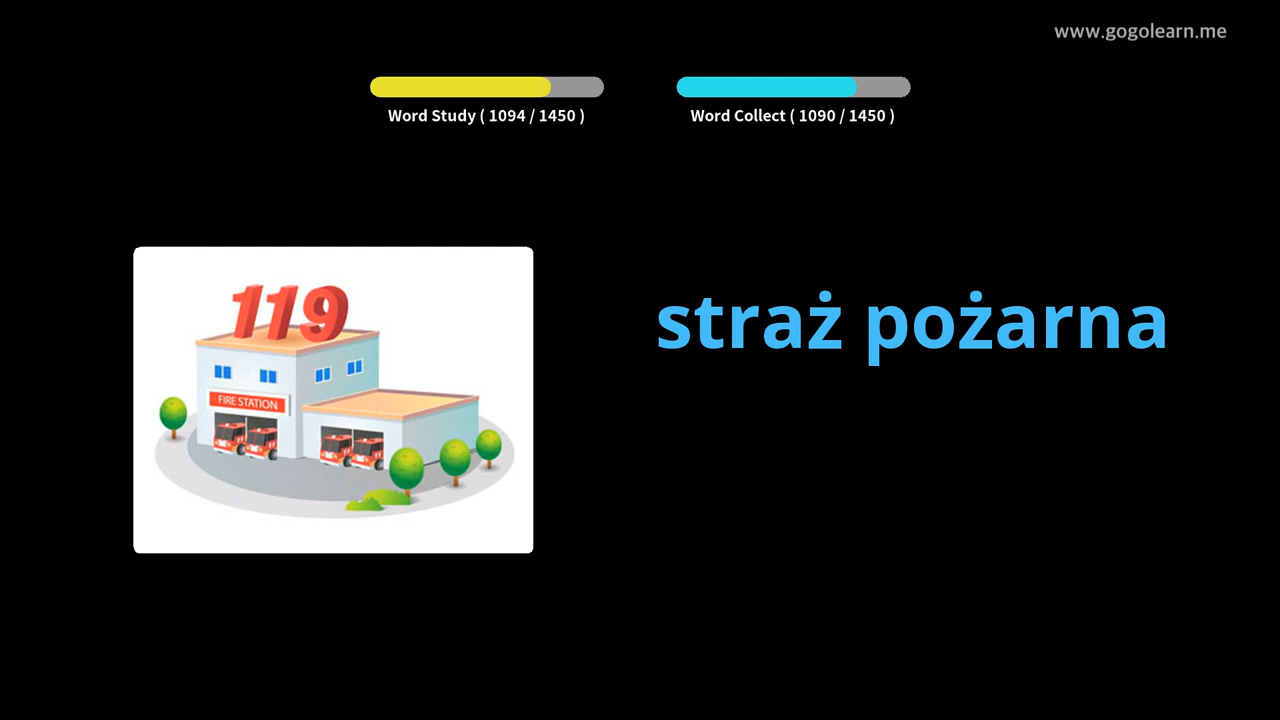 www.gogolearn.me
Word Study ( 1094 / 1450 )
Word Collect ( 1090 / 1450 )
119
FIRE STATION
straż pożarna